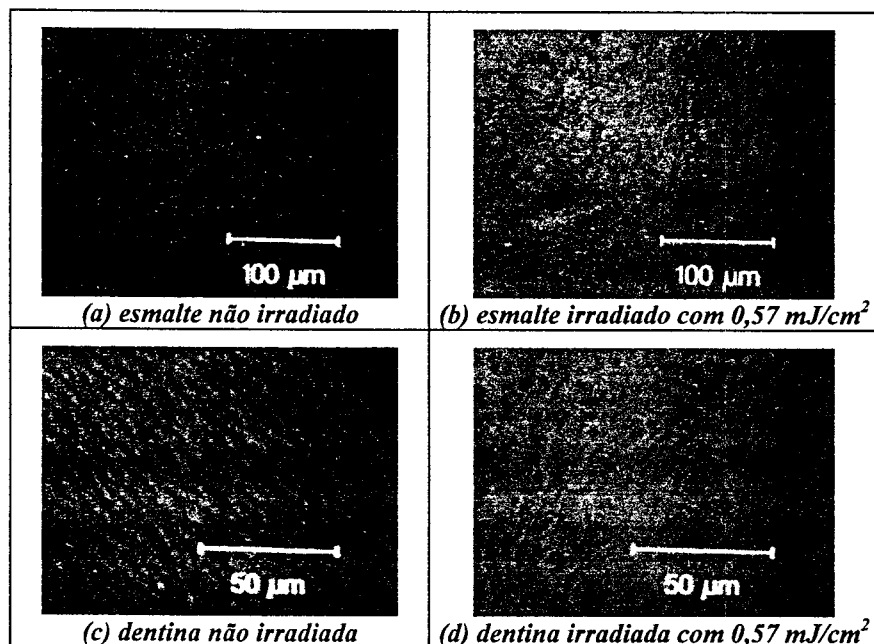 100 µm
100 µm
(a) esmalte não irradiado
(b) esmalte irradiado com 0,57 mJ/cm²
50 µm
50 µm
(c) dentina não irradiada
(d) dentina irradiada com 0,57 mJ/cm²